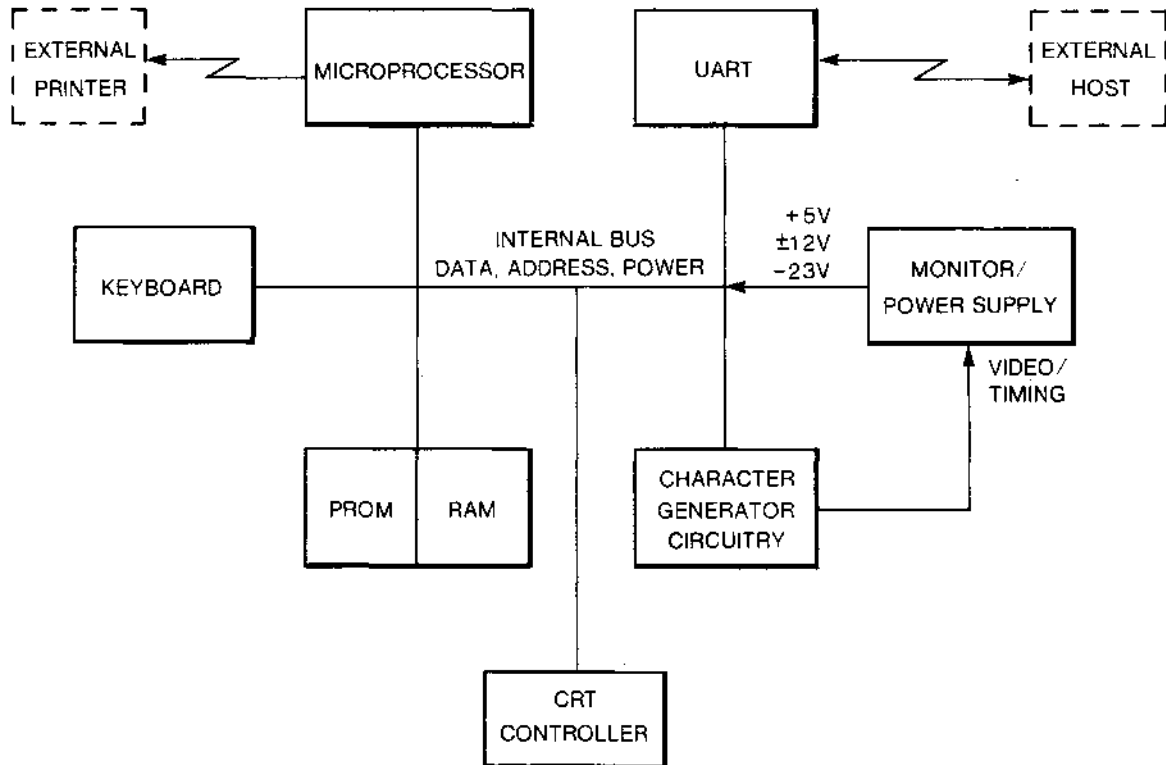 EXTERNAL
PRINTER
MICROPROCESSOR
UART
EXTERNAL
HOST
KEYBOARD
INTERNAL BUS
DATA, ADDRESS, POWER
+5V
±12V
-23V
MONITOR/
POWER SUPPLY
VIDEO/
TIMING
PROM
RAM
CHARACTER
GENERATOR
CIRCUITRY
CRT
CONTROLLER